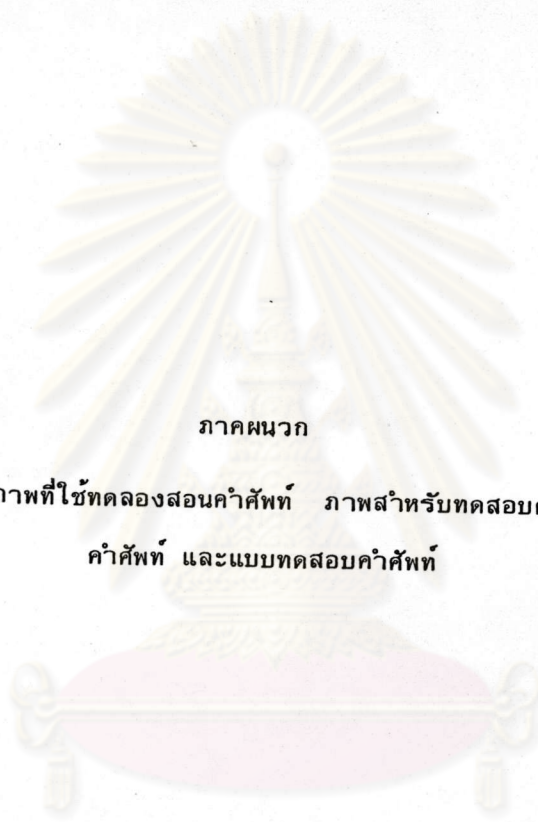 ภาคผนวก
าพที่ใช้ทดลองสอนคำศัพท์ ภาพสำหรับทดสอบ
คำศัพท์ และแบบทดสอบคำศัพท์